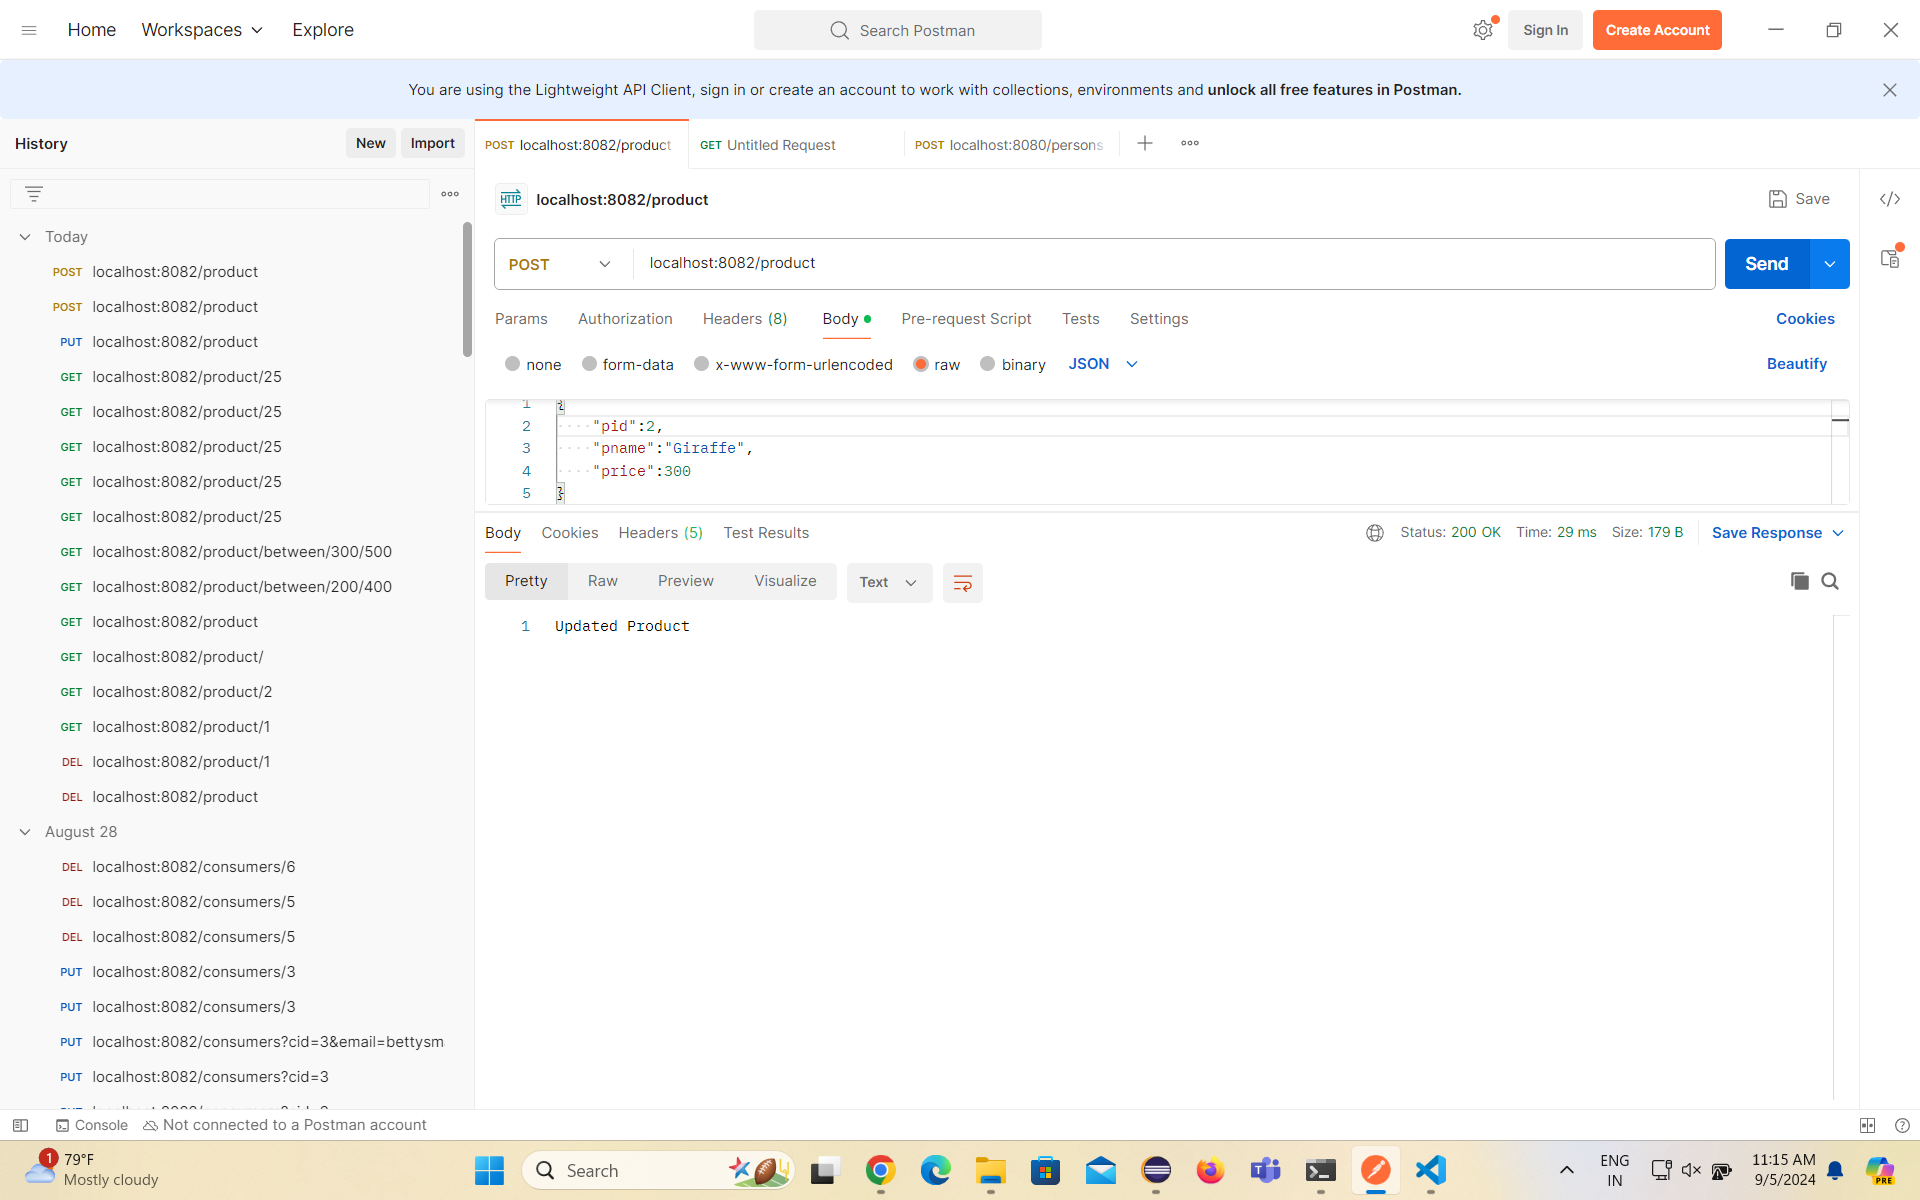 Home Workspaces Explore Search Postman Sign In Create Account
You are using the Lightweight API Client, sign in or create an account to work with collections, environments and unlock all free features in Postman.
History New Import
POST localhost:8082/product GET Untitled Request POST localhost:8080/persons
HTTP localhost:8082/product Save
Today
POST localhost:8082/product
POST localhost:8082/product
PUT localhost:8082/product
GET localhost:8082/product/25
GET localhost:8082/product/25
GET localhost:8082/product/25
GET localhost:8082/product/25
GET localhost:8082/product/25
GET localhost:8082/product/between/300/500
GET localhost:8082/product/between/200/400
GET localhost:8082/product
GET localhost:8082/product/
GET localhost:8082/product/2
GET localhost:8082/product/1
DEL localhost:8082/product/1
DEL localhost:8082/product
August 28
DEL localhost:8082/consumers/6
DEL localhost:8082/consumers/5
DEL localhost:8082/consumers/5
PUT localhost:8082/consumers/3
PUT localhost:8082/consumers/3
PUT localhost:8082/consumers?cid=3&email=bettysm
PUT localhost:8082/consumers?cid=3
POST localhost:8082/product Send
Params Authorization Headers (8) Body Pre-request Script Tests Settings Cookies
none form-data x-www-form-urlencoded raw binary JSON Beautify
1 {
2 "pid":2,
3 "pname":"Giraffe",
4 "price":300
5 }
Body Cookies Headers (5) Test Results Status: 200 OK Time: 29 ms Size: 179 B Save Response
Pretty Raw Preview Visualize Text
1 Updated Product
Console Not connected to a Postman account
1 79°F
Mostly cloudy
Search
ENG
IN
11:15 AM
9/5/2024
PRE